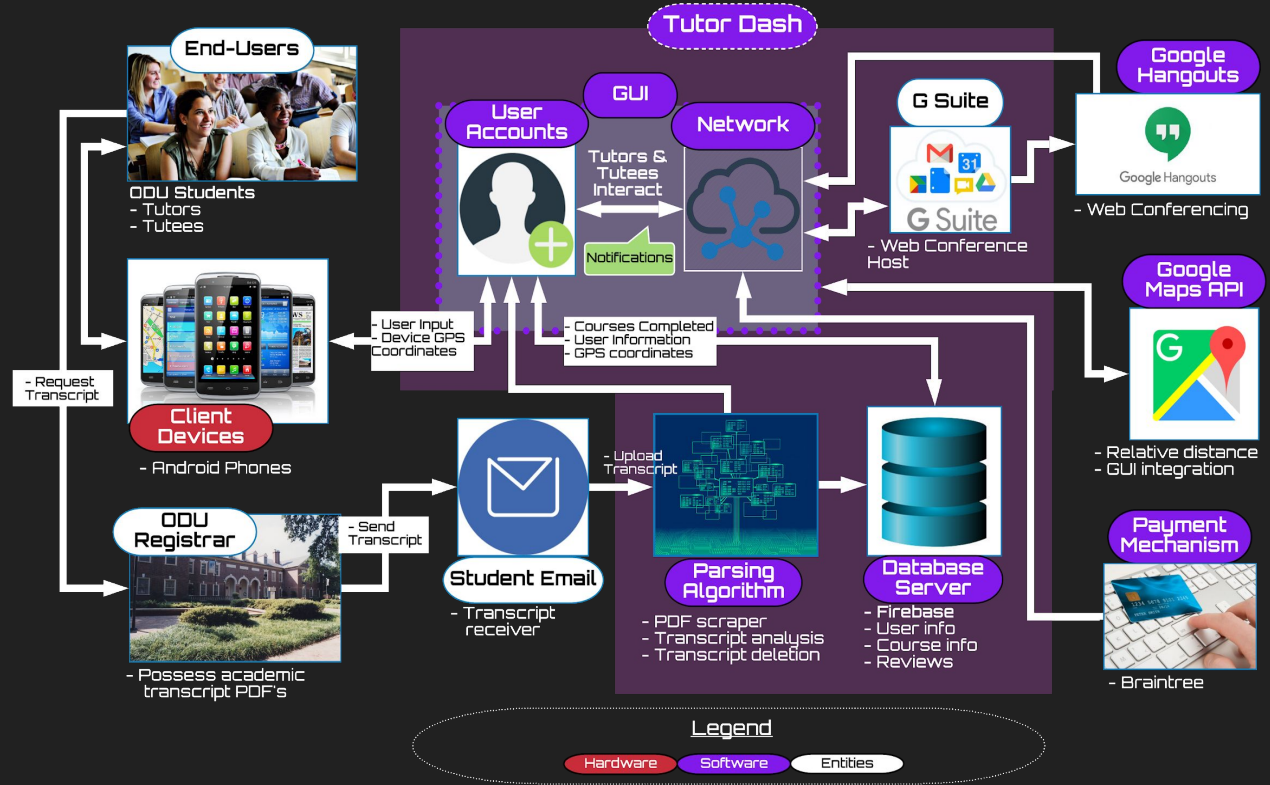 Tutor Dash
End-Users
ODU Students
- Tutors
- Tutees
GUI
User
Accounts
Network
Tutors &
Tutees
Interact
Notifications
G Suite
31
G Suite
- Web Conference
Host
Google
Hangouts
Google Hangouts
- Web Conferencing
Google
Maps API
G
- Relative distance
- GUI integration
- User Input
- Device GPS
Coordinates
- Courses Completed
- User Information
- GPS coordinates
- Request
Transcript
Client
Devices
- Android Phones
ODU
Registrar
- Possess academic
transcript PDF's
- Send
Transcript
Student Email
- Transcript
receiver
- Upload
Transcript
Parsing
Algorithm
- PDF scraper
- Transcript analysis
- Transcript deletion
Database
Server
- Firebase
- User info
- Course info
- Reviews
Payment
Mechanism
- Braintree
Legend
Hardware
Software
Entities